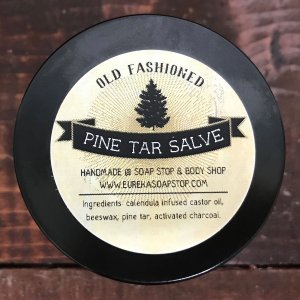 OLD FASHIONED
PINE TAR SALVE
HANDMADE @ SOAP STOP & BODY SHOP
WWW.EUREKASOAPSTOP.COM
Ingredients: calendula infused castor oil,
beeswax, pine tar, activated charcoal.